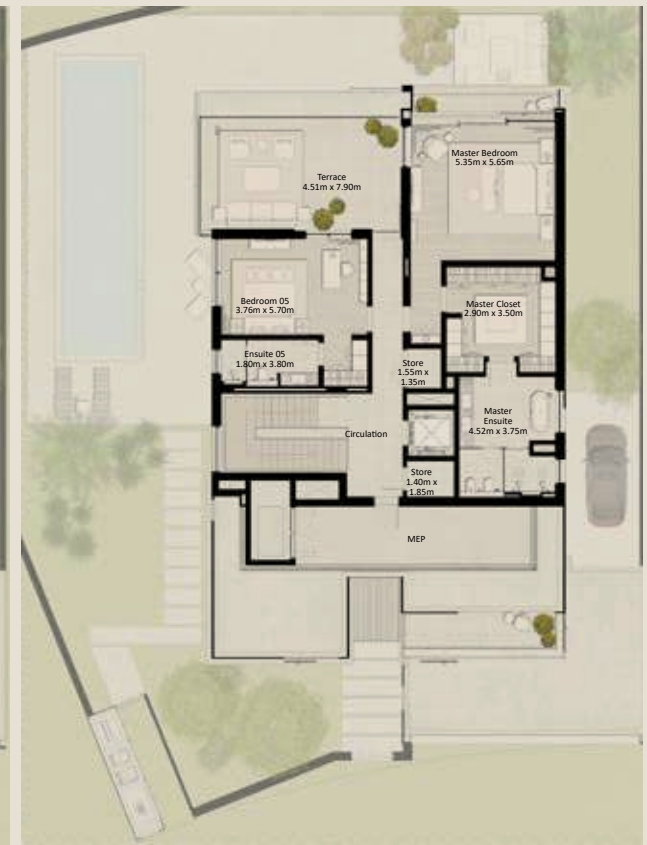 Master Bedroom
5.35m x 5.65m
Terrace
4.51m x 7.90m
Bedroom 05
3.76m x 5.70m
Master Closet
2.90m x 3.50m
Ensuite 05
1.80m x 3.80m
Store
1.55m x
1.35m
Master
Ensuite
4.52m x 3.75m
Circulation
Store
1.40m x
1.85m
MEP